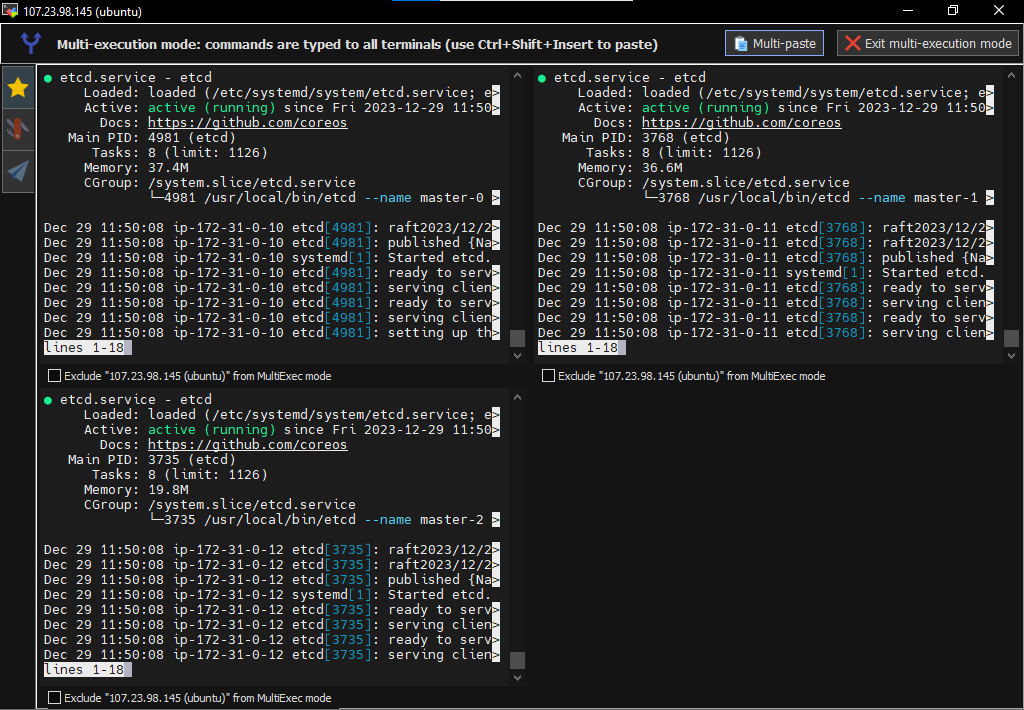 107.23.98.145 (ubuntu)
Multi-execution mode: commands are typed to all terminals (use Ctrl+Shift+Insert to paste)
Multi-paste
Exit multi-execution mode
● etcd.service - etcd
Loaded: loaded (/etc/systemd/system/etcd.service; e>
Active: active (running) since Fri 2023-12-29 11:50>
Docs: https://github.com/coreos
Main PID: 4981 (etcd)
Tasks: 8 (limit: 1126)
Memory: 37.4M
CGroup: /system.slice/etcd.service
└─4981 /usr/local/bin/etcd --name master-0 >
Dec 29 11:50:08 ip-172-31-0-10 etcd[4981]: raft2023/12/2>
Dec 29 11:50:08 ip-172-31-0-10 etcd[4981]: published {Na>
Dec 29 11:50:08 ip-172-31-0-10 systemd[1]: Started etcd.
Dec 29 11:50:08 ip-172-31-0-10 etcd[4981]: ready to serv>
Dec 29 11:50:08 ip-172-31-0-10 etcd[4981]: serving clien>
Dec 29 11:50:08 ip-172-31-0-10 etcd[4981]: ready to serv>
Dec 29 11:50:08 ip-172-31-0-10 etcd[4981]: serving clien>
Dec 29 11:50:08 ip-172-31-0-10 etcd[4981]: setting up th>
lines 1-18
Exclude "107.23.98.145 (ubuntu)" from MultiExec mode
● etcd.service - etcd
Loaded: loaded (/etc/systemd/system/etcd.service; e>
Active: active (running) since Fri 2023-12-29 11:50>
Docs: https://github.com/coreos
Main PID: 3768 (etcd)
Tasks: 8 (limit: 1126)
Memory: 36.6M
CGroup: /system.slice/etcd.service
└─3768 /usr/local/bin/etcd --name master-1 >
Dec 29 11:50:08 ip-172-31-0-11 etcd[3768]: raft2023/12/2>
Dec 29 11:50:08 ip-172-31-0-11 etcd[3768]: raft2023/12/2>
Dec 29 11:50:08 ip-172-31-0-11 etcd[3768]: published {Na>
Dec 29 11:50:08 ip-172-31-0-11 systemd[1]: Started etcd.
Dec 29 11:50:08 ip-172-31-0-11 etcd[3768]: ready to serv>
Dec 29 11:50:08 ip-172-31-0-11 etcd[3768]: serving clien>
Dec 29 11:50:08 ip-172-31-0-11 etcd[3768]: ready to serv>
Dec 29 11:50:08 ip-172-31-0-11 etcd[3768]: serving clien>
lines 1-18
Exclude "107.23.98.145 (ubuntu)" from MultiExec mode
● etcd.service - etcd
Loaded: loaded (/etc/systemd/system/etcd.service; e>
Active: active (running) since Fri 2023-12-29 11:50>
Docs: https://github.com/coreos
Main PID: 3735 (etcd)
Tasks: 8 (limit: 1126)
Memory: 19.8M
CGroup: /system.slice/etcd.service
└─3735 /usr/local/bin/etcd --name master-2 >
Dec 29 11:50:08 ip-172-31-0-12 etcd[3735]: raft2023/12/2>
Dec 29 11:50:08 ip-172-31-0-12 etcd[3735]: raft2023/12/2>
Dec 29 11:50:08 ip-172-31-0-12 etcd[3735]: published {Na>
Dec 29 11:50:08 ip-172-31-0-12 systemd[1]: Started etcd.
Dec 29 11:50:08 ip-172-31-0-12 etcd[3735]: ready to serv>
Dec 29 11:50:08 ip-172-31-0-12 etcd[3735]: serving clien>
Dec 29 11:50:08 ip-172-31-0-12 etcd[3735]: ready to serv>
Dec 29 11:50:08 ip-172-31-0-12 etcd[3735]: serving clien>
lines 1-18
Exclude "107.23.98.145 (ubuntu)" from MultiExec mode